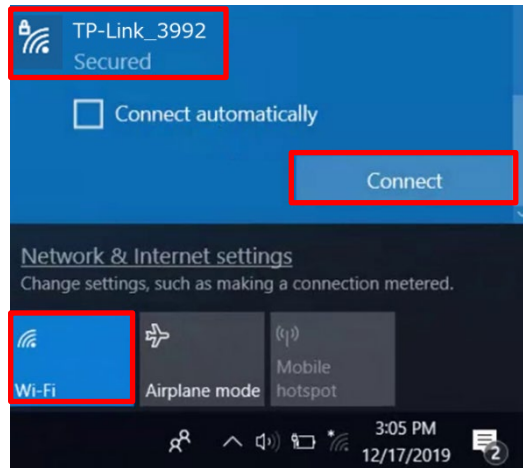 TP-Link_3992
Secured
Connect automatically
Connect
Network & Internet settings
Change settings, such as making a connection metered.
Wi-Fi
Airplane mode
Mobile
hotspot
3:05 PM
12/17/2019
2